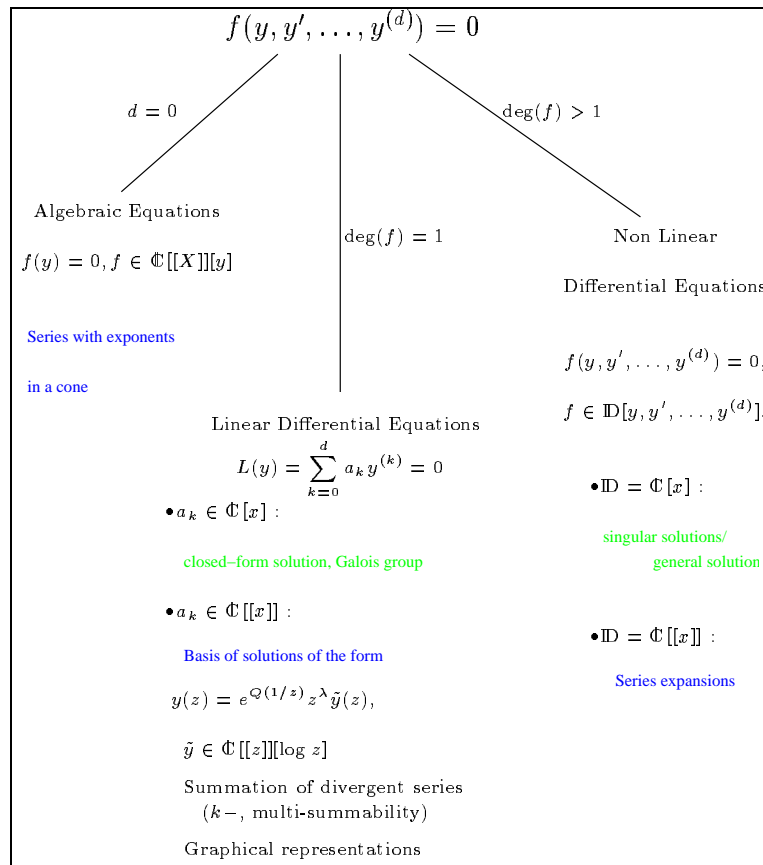 f(y, y′, . . . , y^(d)) = 0
d = 0
deg(f) > 1
Algebraic Equations
deg(f) = 1
Non Linear
f(y) = 0, f ∈ ℂ[[X]][y]
Differential Equations
Series with exponents
in a cone
f(y, y′, . . . , y^(d)) = 0,
f ∈ 𝔻[y, y′, . . . , y^(d)].
Linear Differential Equations
L(y) = ∑_{k=0}^{d} a_k y^(k) = 0
•a_k ∈ ℂ[x] :
closed–form solution, Galois group
•a_k ∈ ℂ[[x]] :
Basis of solutions of the form
y(z) = e^{Q(1/z)} z^λ ỹ(z),
ỹ ∈ ℂ[[z]][log z]
Summation of divergent series
(k–, multi-summability)
Graphical representations
•𝔻 = ℂ[x] :
singular solutions/
general solution
•𝔻 = ℂ[[x]] :
Series expansions